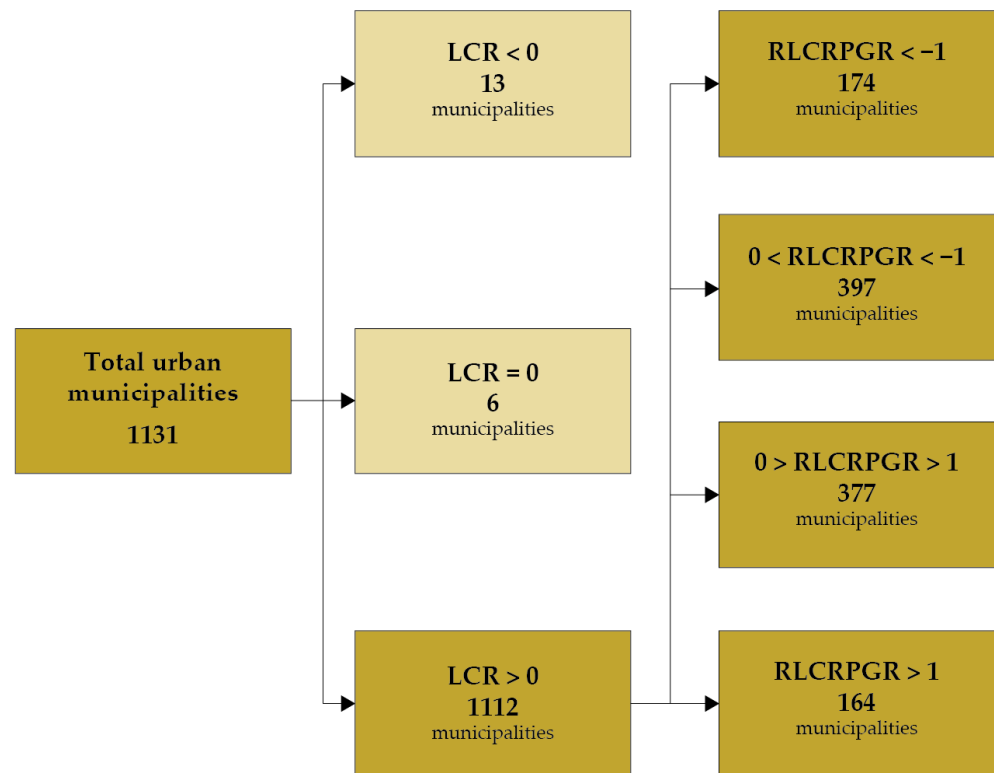 Total urban
municipalities
1131
LCR < 0
13
municipalities
LCR = 0
6
municipalities
LCR > 0
1112
municipalities
RLCRPGR < −1
174
municipalities
0 < RLCRPGR < −1
397
municipalities
0 > RLCRPGR > 1
377
municipalities
RLCRPGR > 1
164
municipalities